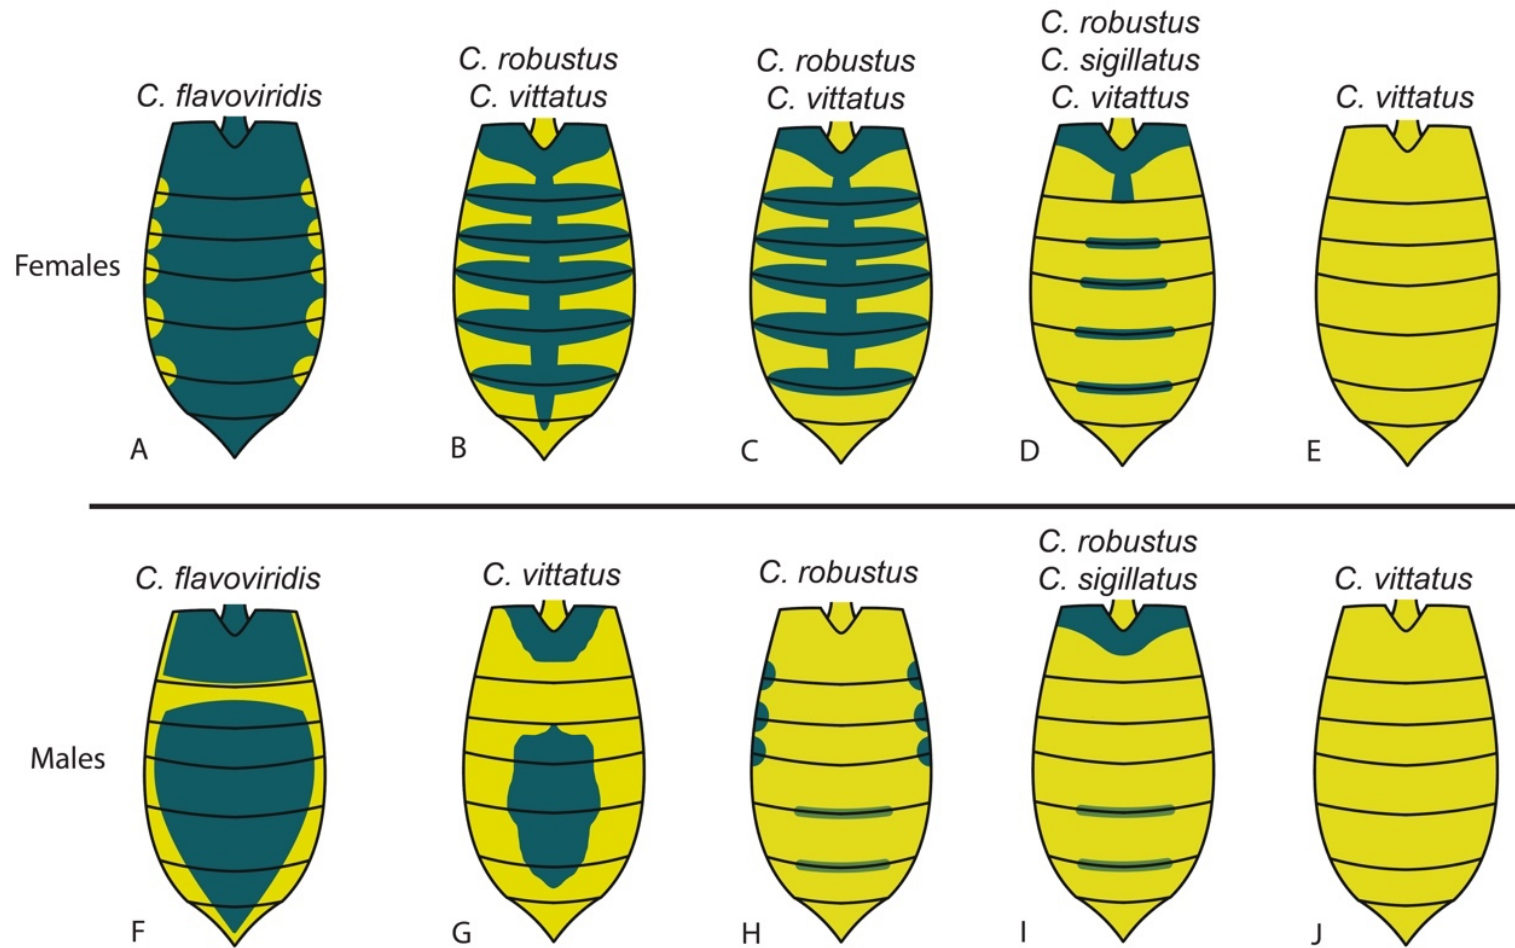 C. robustus
C. robustus
C. robustus
C. sigillatus
C. flavoviridis
C. vittatus
C. vittatus
C. vitattus
C. vittatus
Females
A
B
C
D
E
C. robustus
C. flavoviridis
C. vittatus
C. robustus
C. sigillatus
C. vittatus
Males
F
G
H
I
J